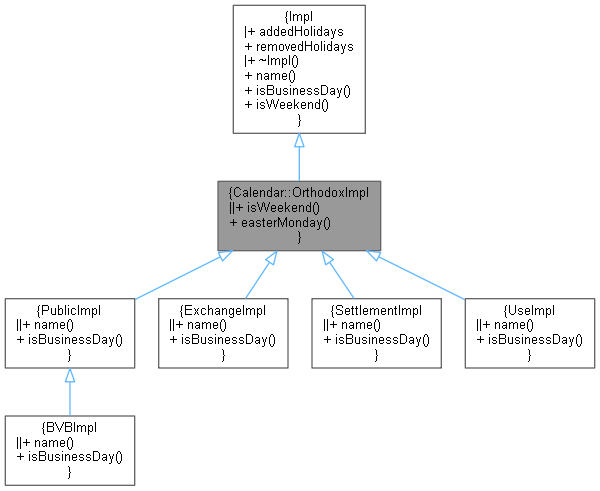 {Impl
|+ addedHolidays
+ removedHolidays
|+ ~Impl()
+ name()
+ isBusinessDay()
+ isWeekend()
}
{Calendar::OrthodoxImpl
||+ isWeekend()
+ easterMonday()
}
{PublicImpl
||+ name()
+ isBusinessDay()
}
{ExchangeImpl
||+ name()
+ isBusinessDay()
}
{SettlementImpl
||+ name()
+ isBusinessDay()
}
{UseImpl
||+ name()
+ isBusinessDay()
}
{BVBImpl
||+ name()
+ isBusinessDay()
}